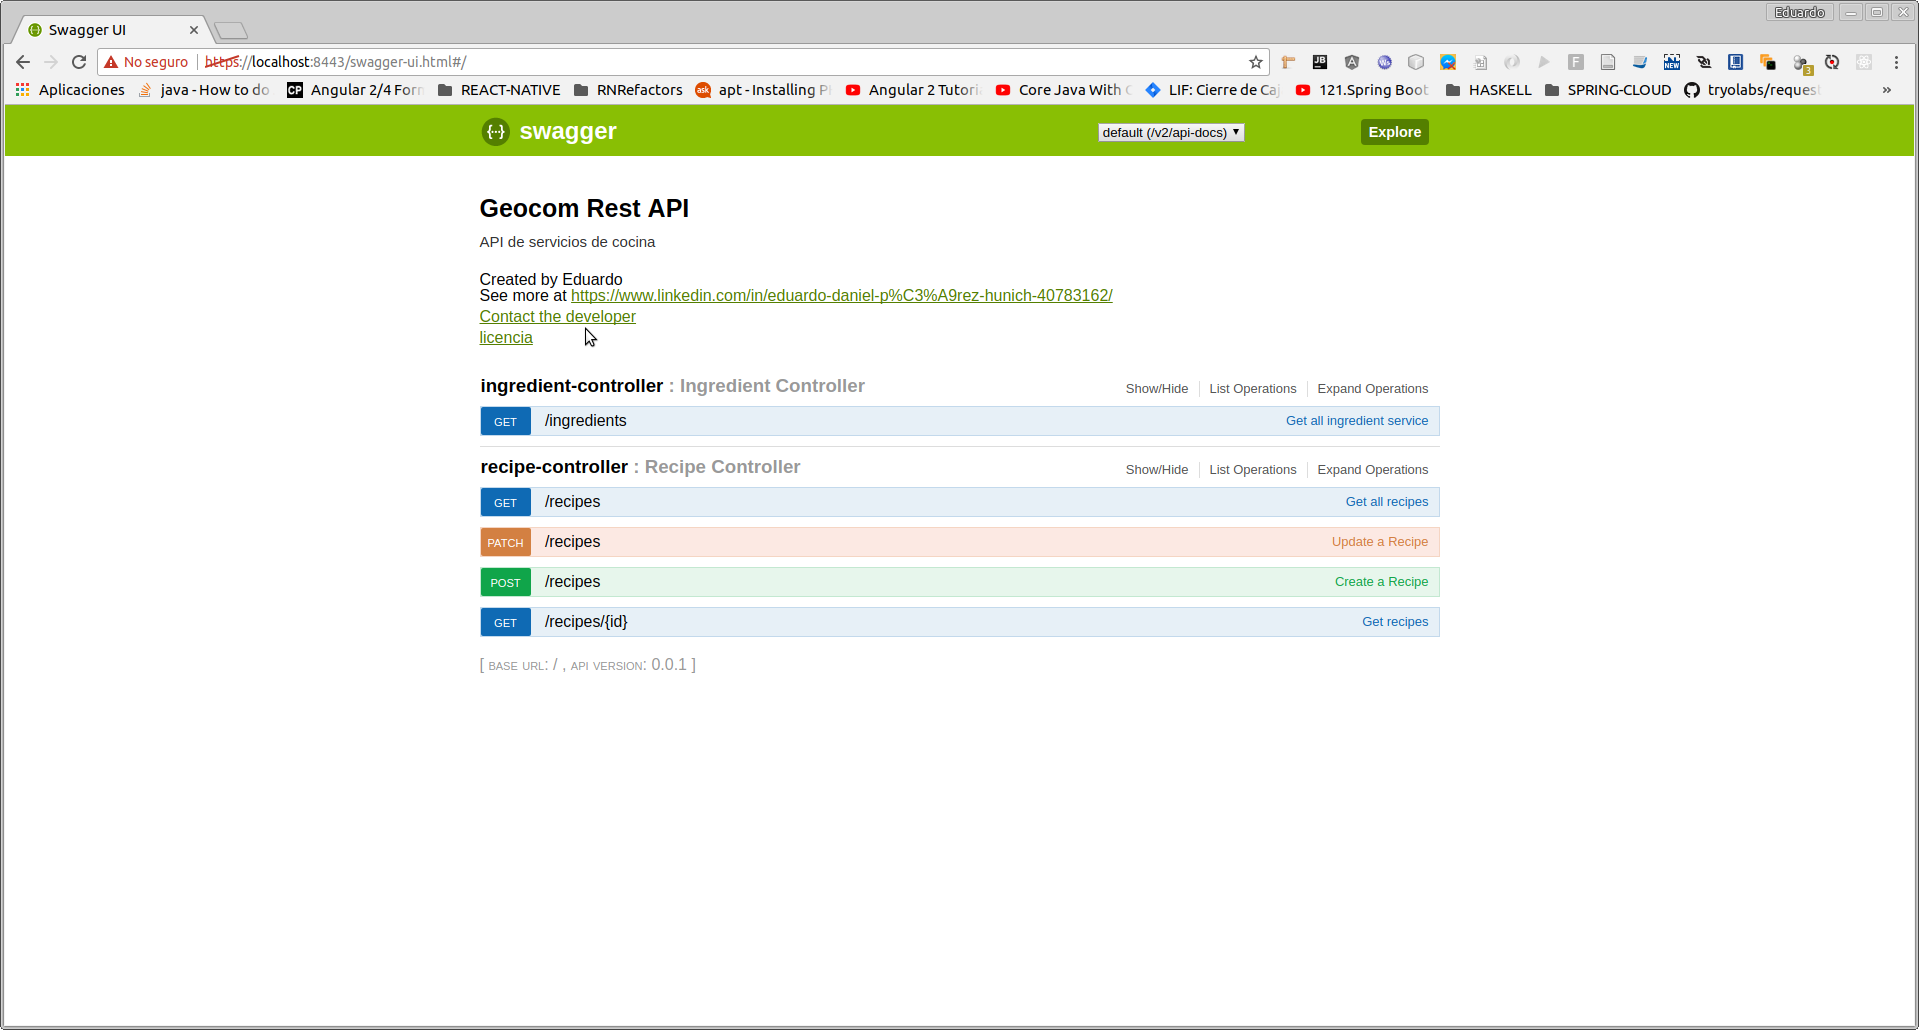 Eduardo
Swagger UI
No seguro https://localhost:8443/swagger-ui.html#/
Aplicaciones java - How to do CP Angular 2/4 Forn REACT-NATIVE RNRefactors ask apt - Installing P Angular 2 Tutori Core Java With LIF: Cierre de Caj 121.Spring Boot HASKELL SPRING-CLOUD tryolabs/reques »
{··} swagger default (/v2/api-docs) Explore
Geocom Rest API
API de servicios de cocina
Created by Eduardo
See more at https://www.linkedin.com/in/eduardo-daniel-p%C3%A9rez-hunich-40783162/
Contact the developer
licencia
ingredient-controller : Ingredient Controller Show/Hide List Operations Expand Operations
GET /ingredients Get all ingredient service
recipe-controller : Recipe Controller Show/Hide List Operations Expand Operations
GET /recipes Get all recipes
PATCH /recipes Update a Recipe
POST /recipes Create a Recipe
GET /recipes/{id} Get recipes
[ BASE URL: / , API VERSION: 0.0.1 ]